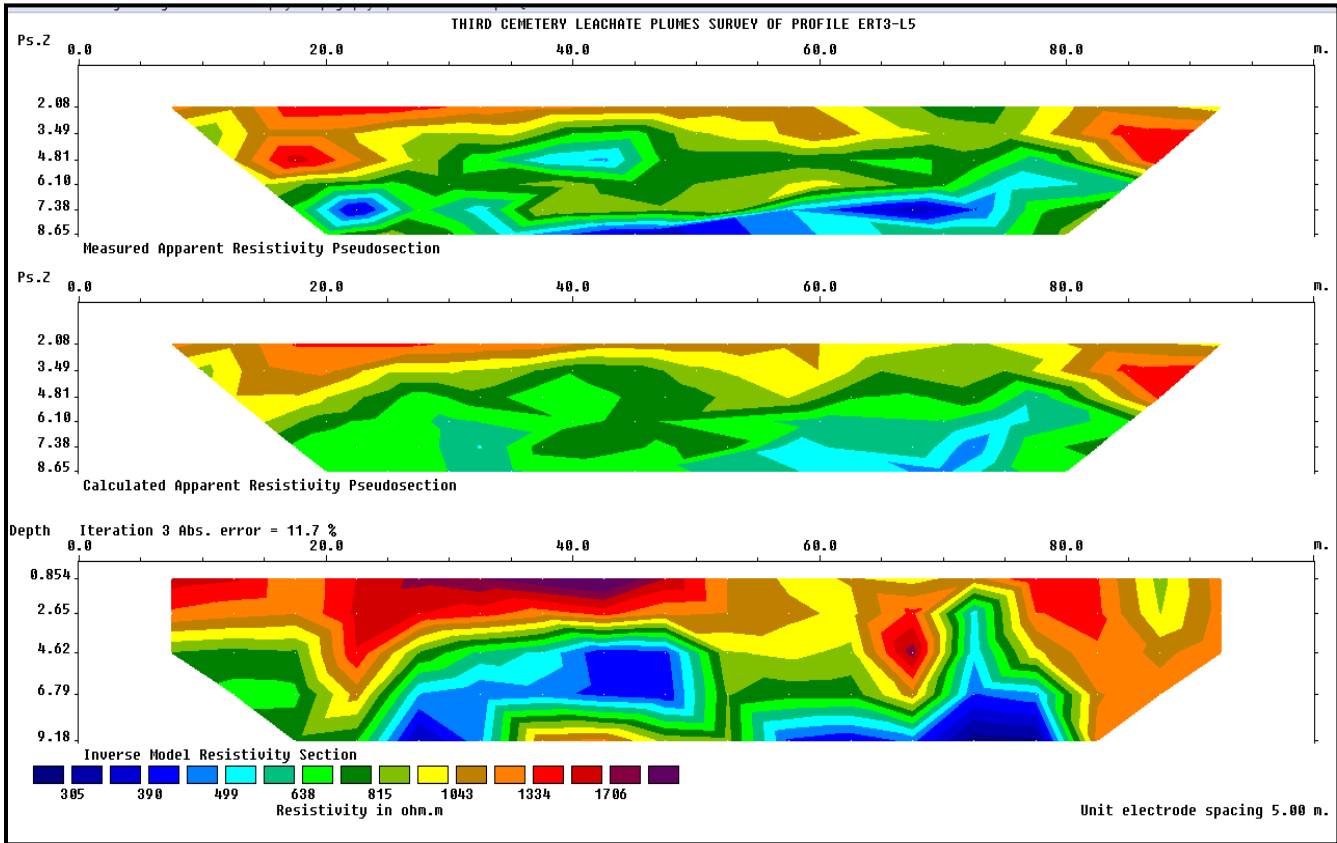 THIRD CEMETERY LEACHATE PLUMES SURVEY OF PROFILE ERT3-L5
Ps.Z 0.0 20.0 40.0 60.0 80.0 m.
2.08
3.49
4.81
6.10
7.38
8.65
Measured Apparent Resistivity Pseudosection
Ps.Z 0.0 20.0 40.0 60.0 80.0 m.
2.08
3.49
4.81
6.10
7.38
8.65
Calculated Apparent Resistivity Pseudosection
Depth Iteration 3 Abs. error = 11.7 %
0.0 20.0 40.0 60.0 80.0 m.
0.854
2.65
4.62
6.79
9.18
Inverse Model Resistivity Section
305 390 499 638 815 1043 1334 1706
Resistivity in ohm.m Unit electrode spacing 5.00 m.